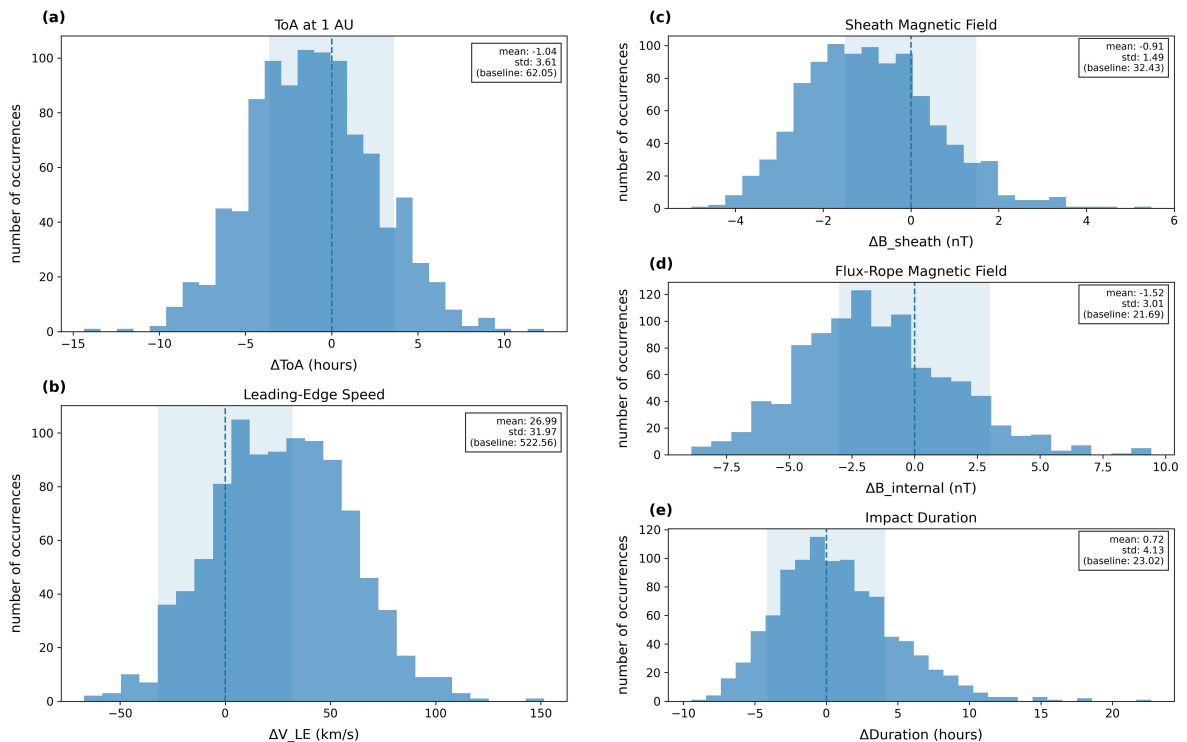 (a)
ToA at 1 AU
mean: -1.04
std: 3.61
(baseline: 62.05)
number of occurrences
100
80
60
40
20
0
−15
−10
−5
0
5
10
ΔToA (hours)
(b)
Leading-Edge Speed
mean: 26.99
std: 31.97
(baseline: 522.56)
number of occurrences
100
80
60
40
20
0
−50
0
50
100
150
ΔV_LE (km/s)
(c)
Sheath Magnetic Field
mean: -0.91
std: 1.49
(baseline: 32.43)
number of occurrences
100
80
60
40
20
0
−4
−2
0
2
4
6
ΔB_sheath (nT)
(d)
Flux-Rope Magnetic Field
mean: -1.52
std: 3.01
(baseline: 21.69)
number of occurrences
120
100
80
60
40
20
0
−7.5
−5.0
−2.5
0.0
2.5
5.0
7.5
10.0
ΔB_internal (nT)
(e)
Impact Duration
mean: 0.72
std: 4.13
(baseline: 23.02)
number of occurrences
120
100
80
60
40
20
0
−10
−5
0
5
10
15
20
ΔDuration (hours)